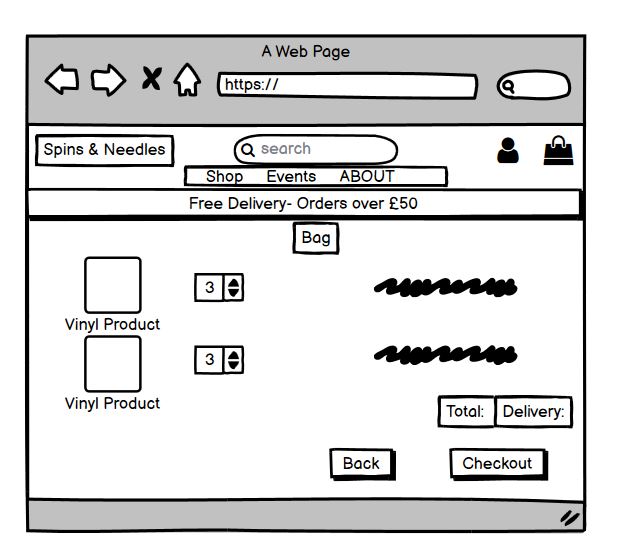 A Web Page
https://
Spins & Needles
search
Shop Events ABOUT
Free Delivery- Orders over £50
Bag
3
Vinyl Product
3
Vinyl Product
Total: Delivery:
Back Checkout